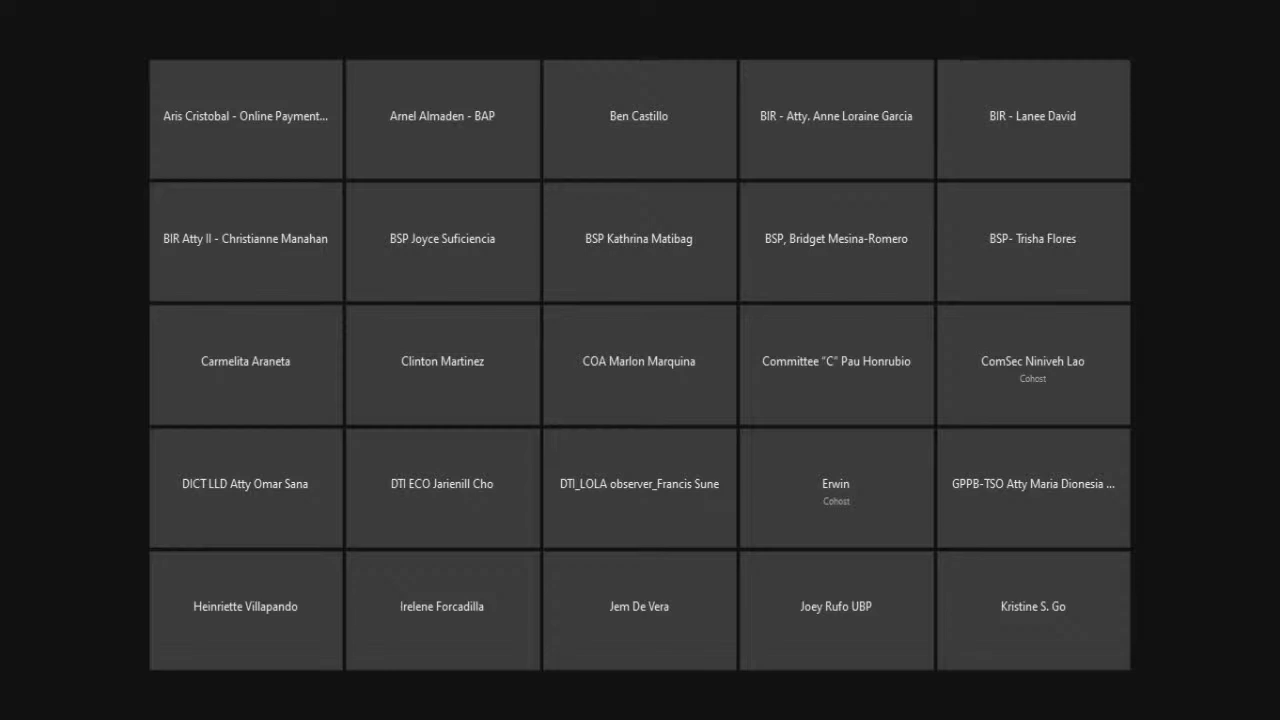 Aris Cristobal - Online Payment...
Arnel Almaden - BAP
Ben Castillo
BIR - Atty. Anne Loraine Garcia
BIR - Lanee David
BIR Atty II - Christianne Manahan
BSP Joyce Suficiencia
BSP Kathrina Matibag
BSP, Bridget Mesina-Romero
BSP- Trisha Flores
Carmelita Araneta
Clinton Martinez
COA Marlon Marquina
Committee "C" Pau Honrubio
ComSec Niniveh Lao
Cohost
DICT LLD Atty Omar Sana
DTI ECO Jarienill Cho
DTI_LOLA observer_Francis Sune
Erwin
Cohost
GPPB-TSO Atty Maria Dionesia ...
Heinriette Villapando
Irelene Forcadilla
Jem De Vera
Joey Rufo UBP
Kristine S. Go